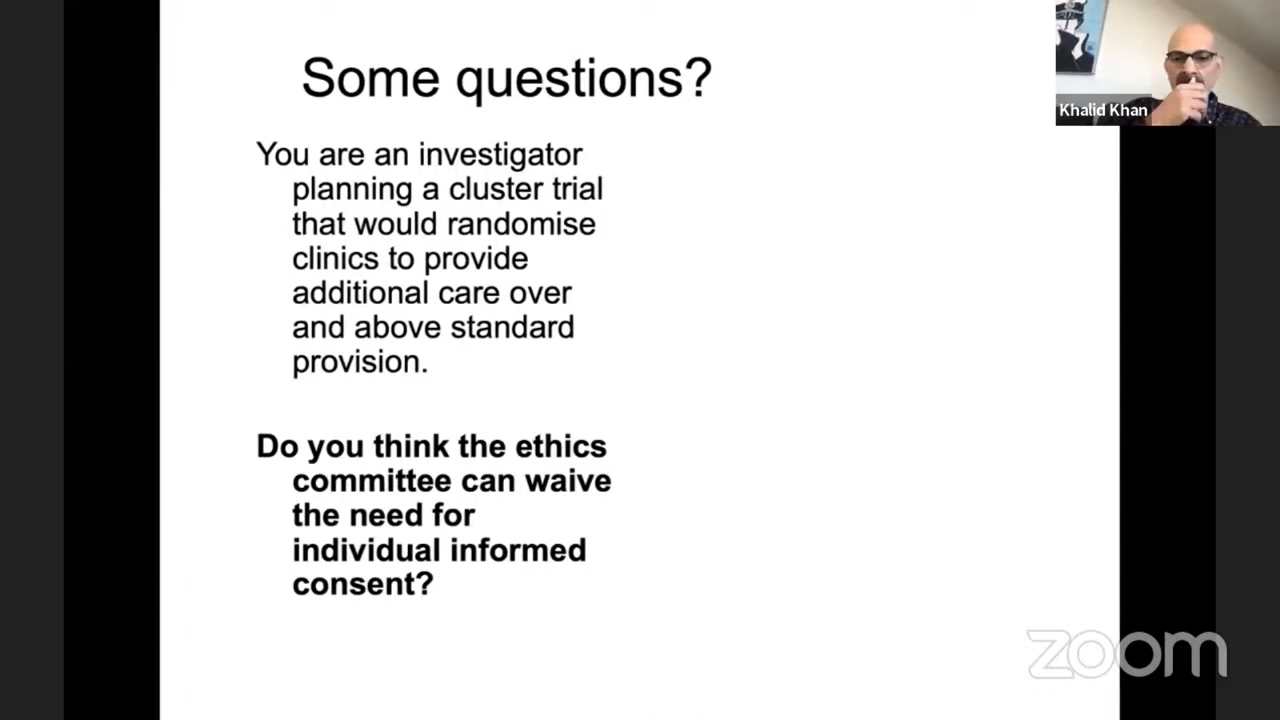 Some questions?
Khalid Khan
You are an investigator
planning a cluster trial
that would randomise
clinics to provide
additional care over
and above standard
provision.
Do you think the ethics
committee can waive
the need for
individual informed
consent?
zoom